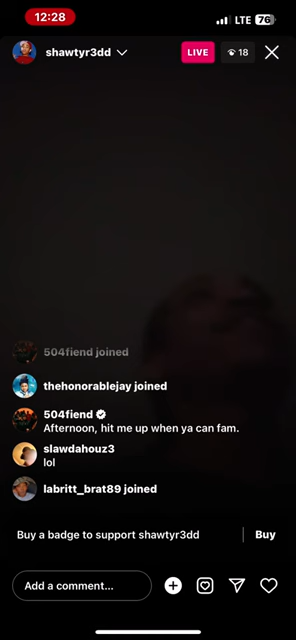 12:28
LTE 76
shawtyr3dd
LIVE
18
504fiend joined
thehonorablejay joined
504fiend
Afternoon, hit me up when ya can fam.
slawdahouz3
lol
labritt_brat89 joined
Buy a badge to support shawtyr3dd
Buy
Add a comment...